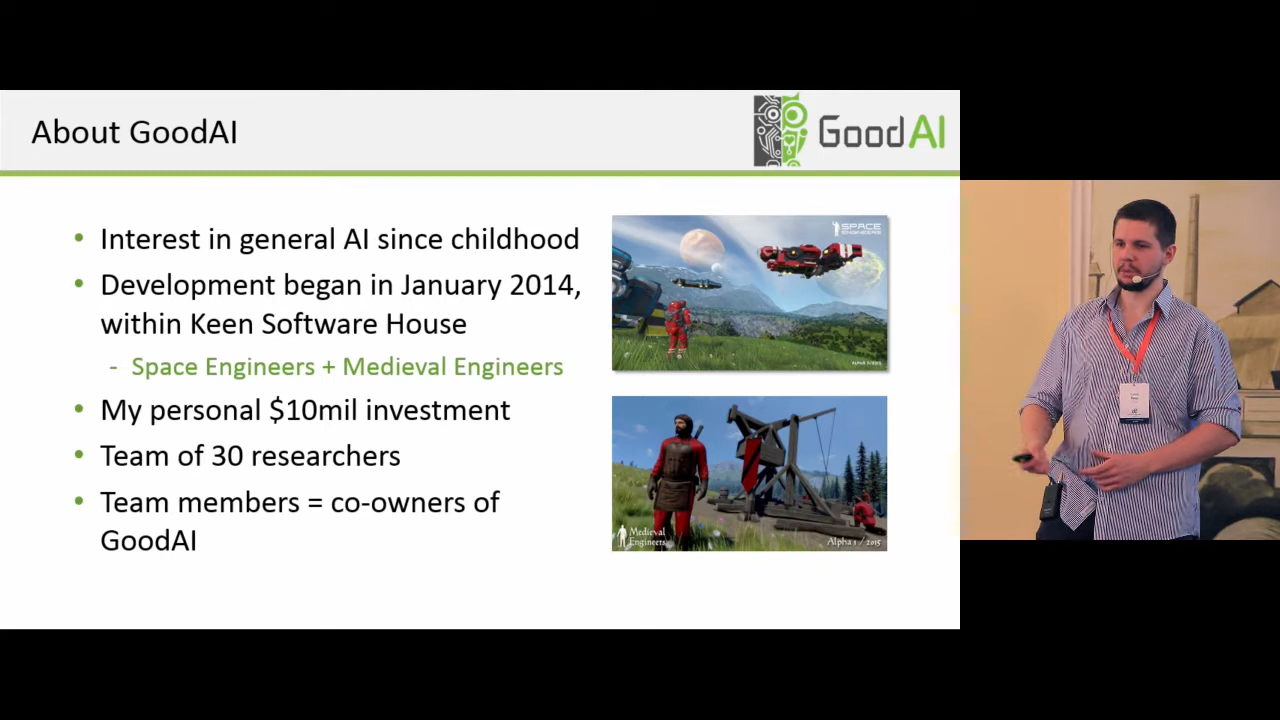 About GoodAI
GoodAI
• Interest in general AI since childhood
• Development began in January 2014,
within Keen Software House
- Space Engineers + Medieval Engineers
• My personal $10mil investment
• Team of 30 researchers
• Team members = co-owners of
GoodAI
SPACE
ENGINEERS
Medieval
Engineers
Alpha 1 / 2015